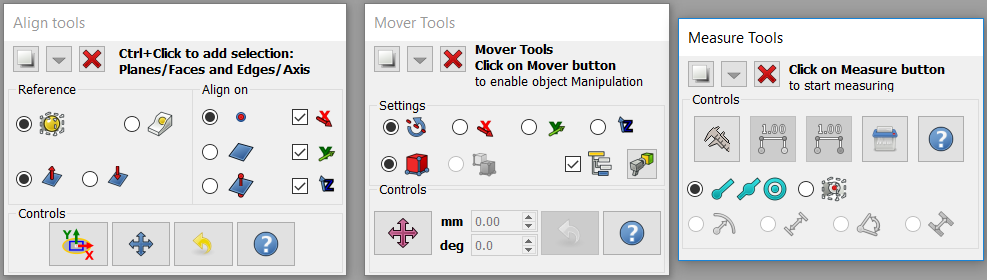 Align tools
Ctrl+Click to add selection:
Planes/Faces and Edges/Axis
Reference
Align on
X
y
Z
Controls
Y
X
?
Mover Tools
Mover Tools
Click on Mover button
to enable object Manipulation
Settings
X
y
Z
Controls
mm 0.00
deg 0.0
?
Measure Tools
Click on Measure button
to start measuring
Controls
1.00 1.00 ?